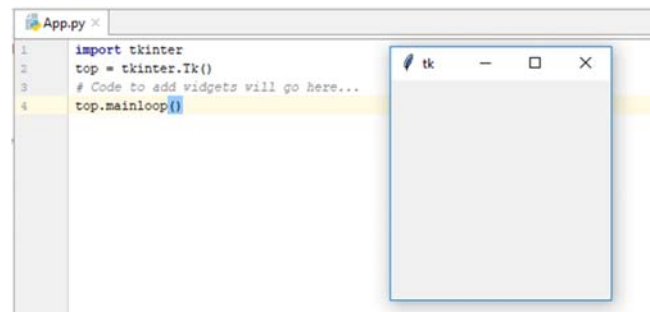 App.py
1 import tkinter
2 top = tkinter.Tk()
3 # Code to add widgets will go here...
4 top.mainloop()
tk